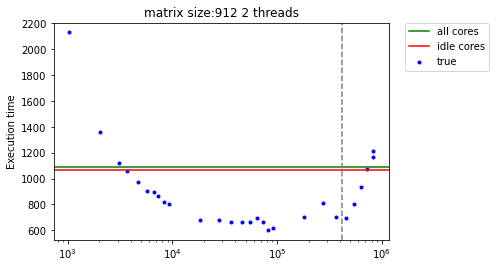 matrix size:912 2 threads
all cores
idle cores
true
Execution time
2200
2000
1800
1600
1400
1200
1000
800
600
10³
10⁴
10⁵
10⁶